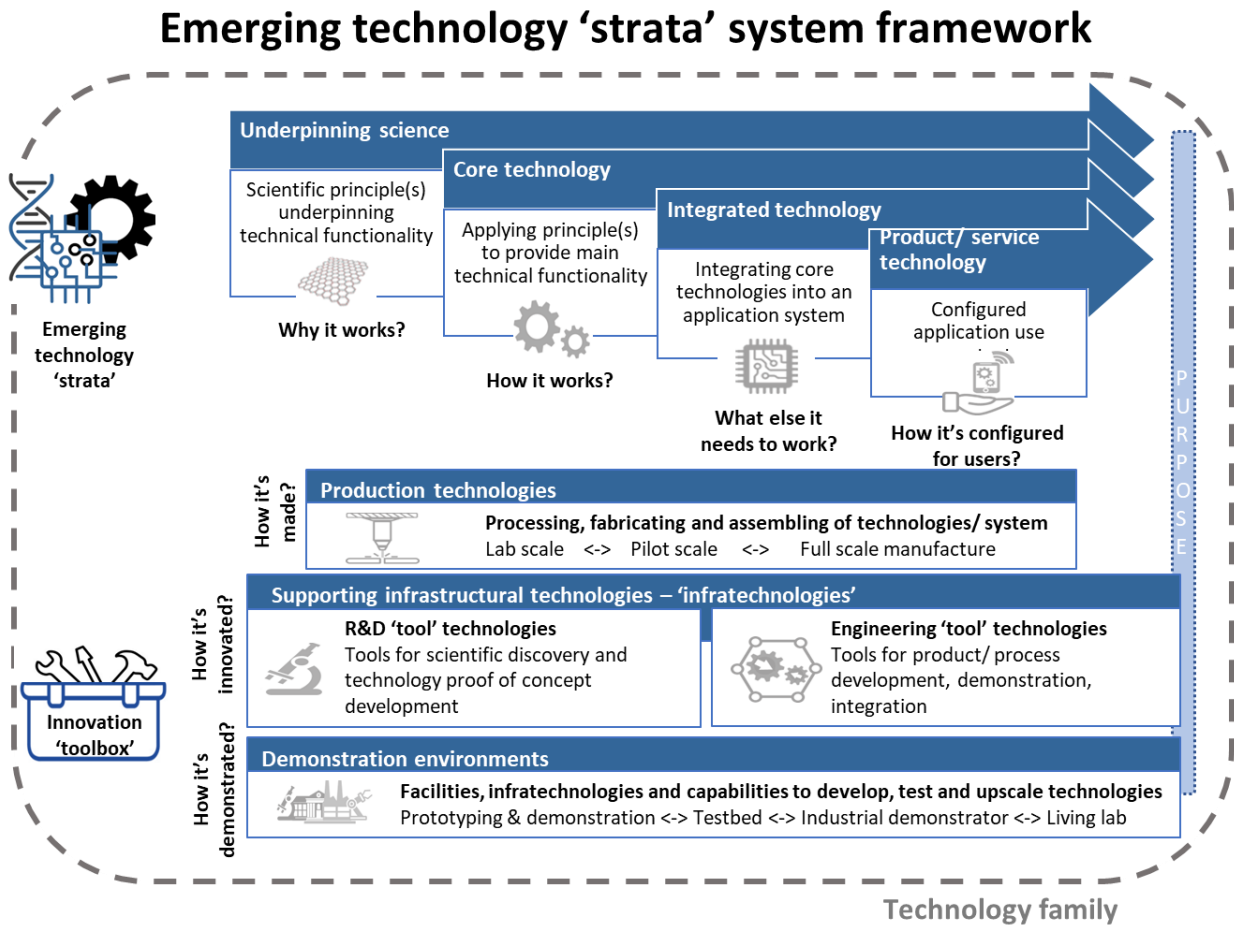 Emerging technology ‘strata’ system framework
Underpinning science
Scientific principle(s)
underpinning
technical functionality
Why it works?
Core technology
Applying principle(s)
to provide main
technical functionality
How it works?
Integrated technology
Integrating core
technologies into an
application system
What else it
needs to work?
Product/ service
technology
Configured
application use
How it’s configured
for users?
Emerging
technology
‘strata’
PURPOSE
How it’s
made?
Production technologies
Processing, fabricating and assembling of technologies/ system
Lab scale <-> Pilot scale <-> Full scale manufacture
How it’s
innovated?
Supporting infrastructural technologies – ‘infratechnologies’
R&D ‘tool’ technologies
Tools for scientific discovery and
technology proof of concept
development
Engineering ‘tool’ technologies
Tools for product/ process
development, demonstration,
integration
Innovation
‘toolbox’
How it’s
demonstrated?
Demonstration environments
Facilities, infratechnologies and capabilities to develop, test and upscale technologies
Prototyping & demonstration <-> Testbed <-> Industrial demonstrator <-> Living lab
Technology family